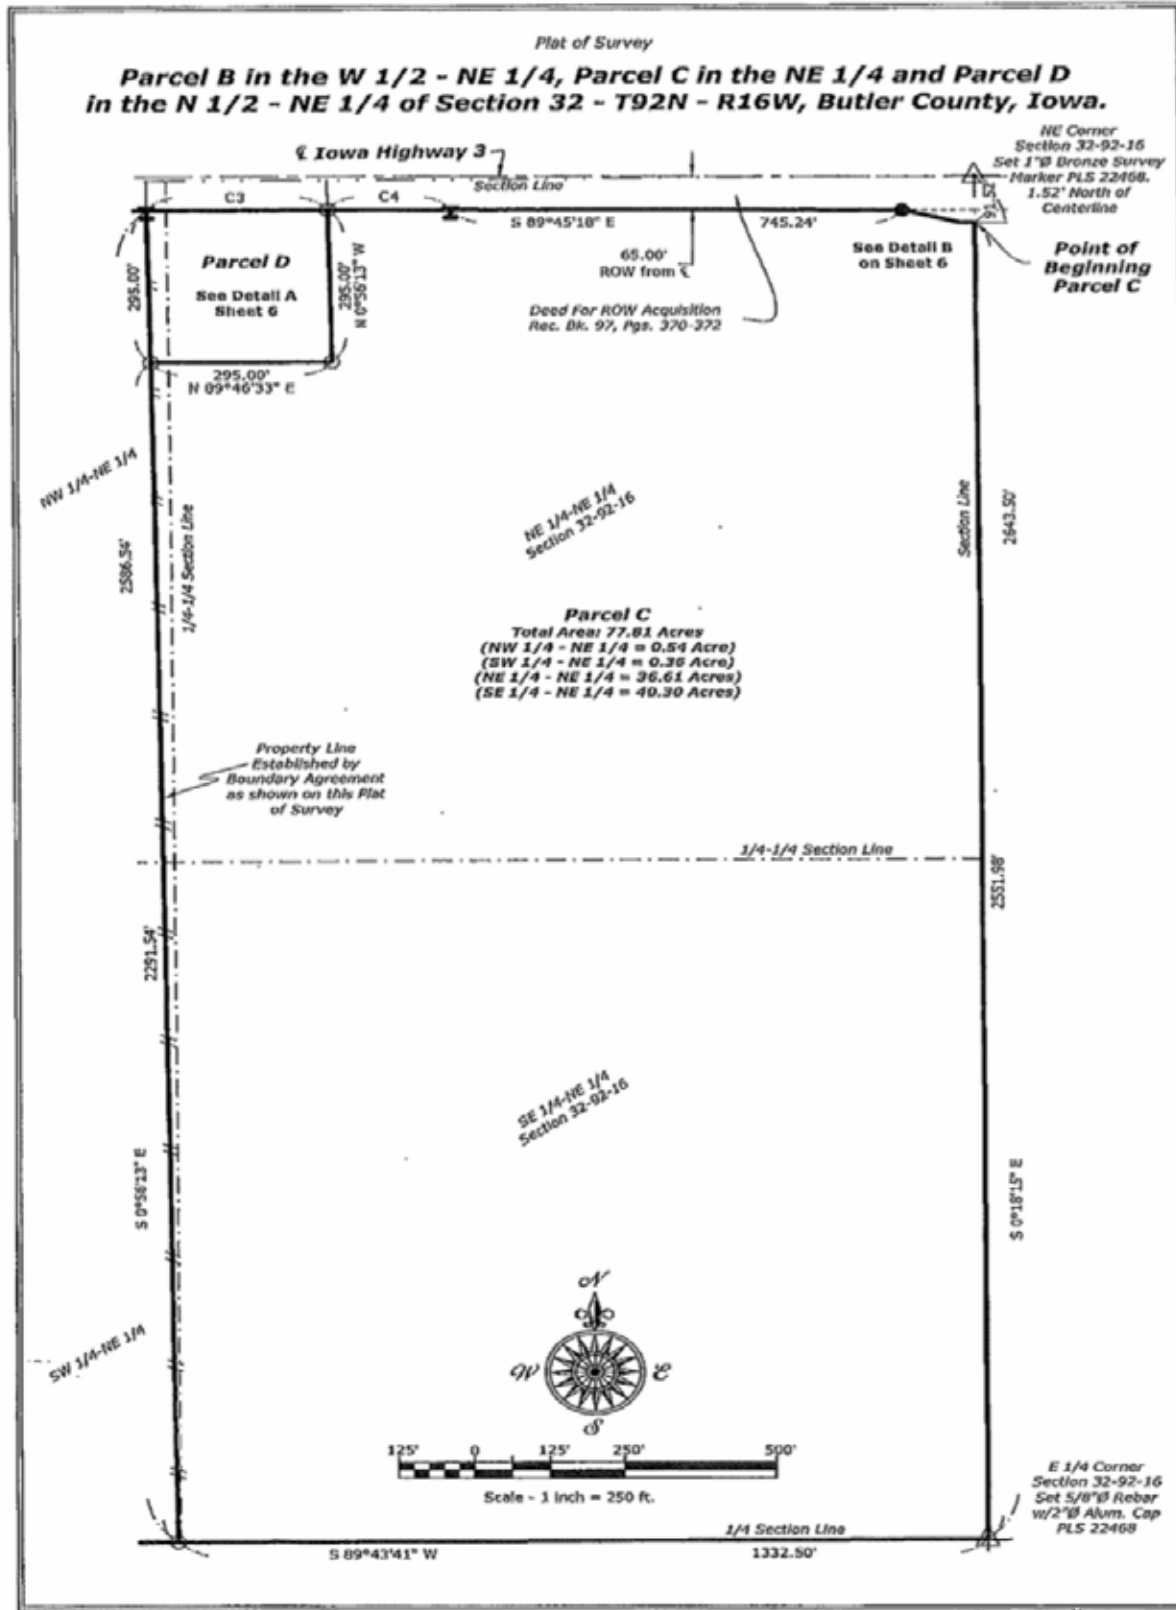 Plat of Survey
Parcel B in the W 1/2 - NE 1/4, Parcel C in the NE 1/4 and Parcel D
in the N 1/2 - NE 1/4 of Section 32 - T92N - R16W, Butler County, Iowa.
NE Corner
Section 32-92-16
Set 1"Ø Bronze Survey
Marker PLS 22468.
1.52' North of
Centerline
℄ Iowa Highway 3
Section Line
C3
C4
S 89°45'18" E
745.24'
91.52'
65.00'
ROW from ℄
See Detail B
on Sheet 6
Point of
Beginning
Parcel C
Parcel D
See Detail A
Sheet 6
295.00'
295.00'
N 0°56'13" W
Deed For ROW Acquisition
Rec. Bk. 97, Pgs. 370-372
295.00'
N 89°46'33" E
NW 1/4-NE 1/4
2586.54'
1/4-1/4 Section Line
NE 1/4-NE 1/4
Section 32-92-16
Section Line
2643.50'
Parcel C
Total Area: 77.81 Acres
(NW 1/4 - NE 1/4 = 0.54 Acre)
(SW 1/4 - NE 1/4 = 0.36 Acre)
(NE 1/4 - NE 1/4 = 36.61 Acres)
(SE 1/4 - NE 1/4 = 40.30 Acres)
Property Line
Established by
Boundary Agreement
as shown on this Plat
of Survey
1/4-1/4 Section Line
2551.98'
2291.54'
SE 1/4-NE 1/4
Section 32-92-16
S 0°56'13" E
S 0°18'15" E
SW 1/4-NE 1/4
N
W
E
S
125' 0 125' 250' 500'
Scale - 1 inch = 250 ft.
E 1/4 Corner
Section 32-92-16
Set 5/8"Ø Rebar
w/2"Ø Alum. Cap
PLS 22468
1/4 Section Line
S 89°43'41" W
1332.50'